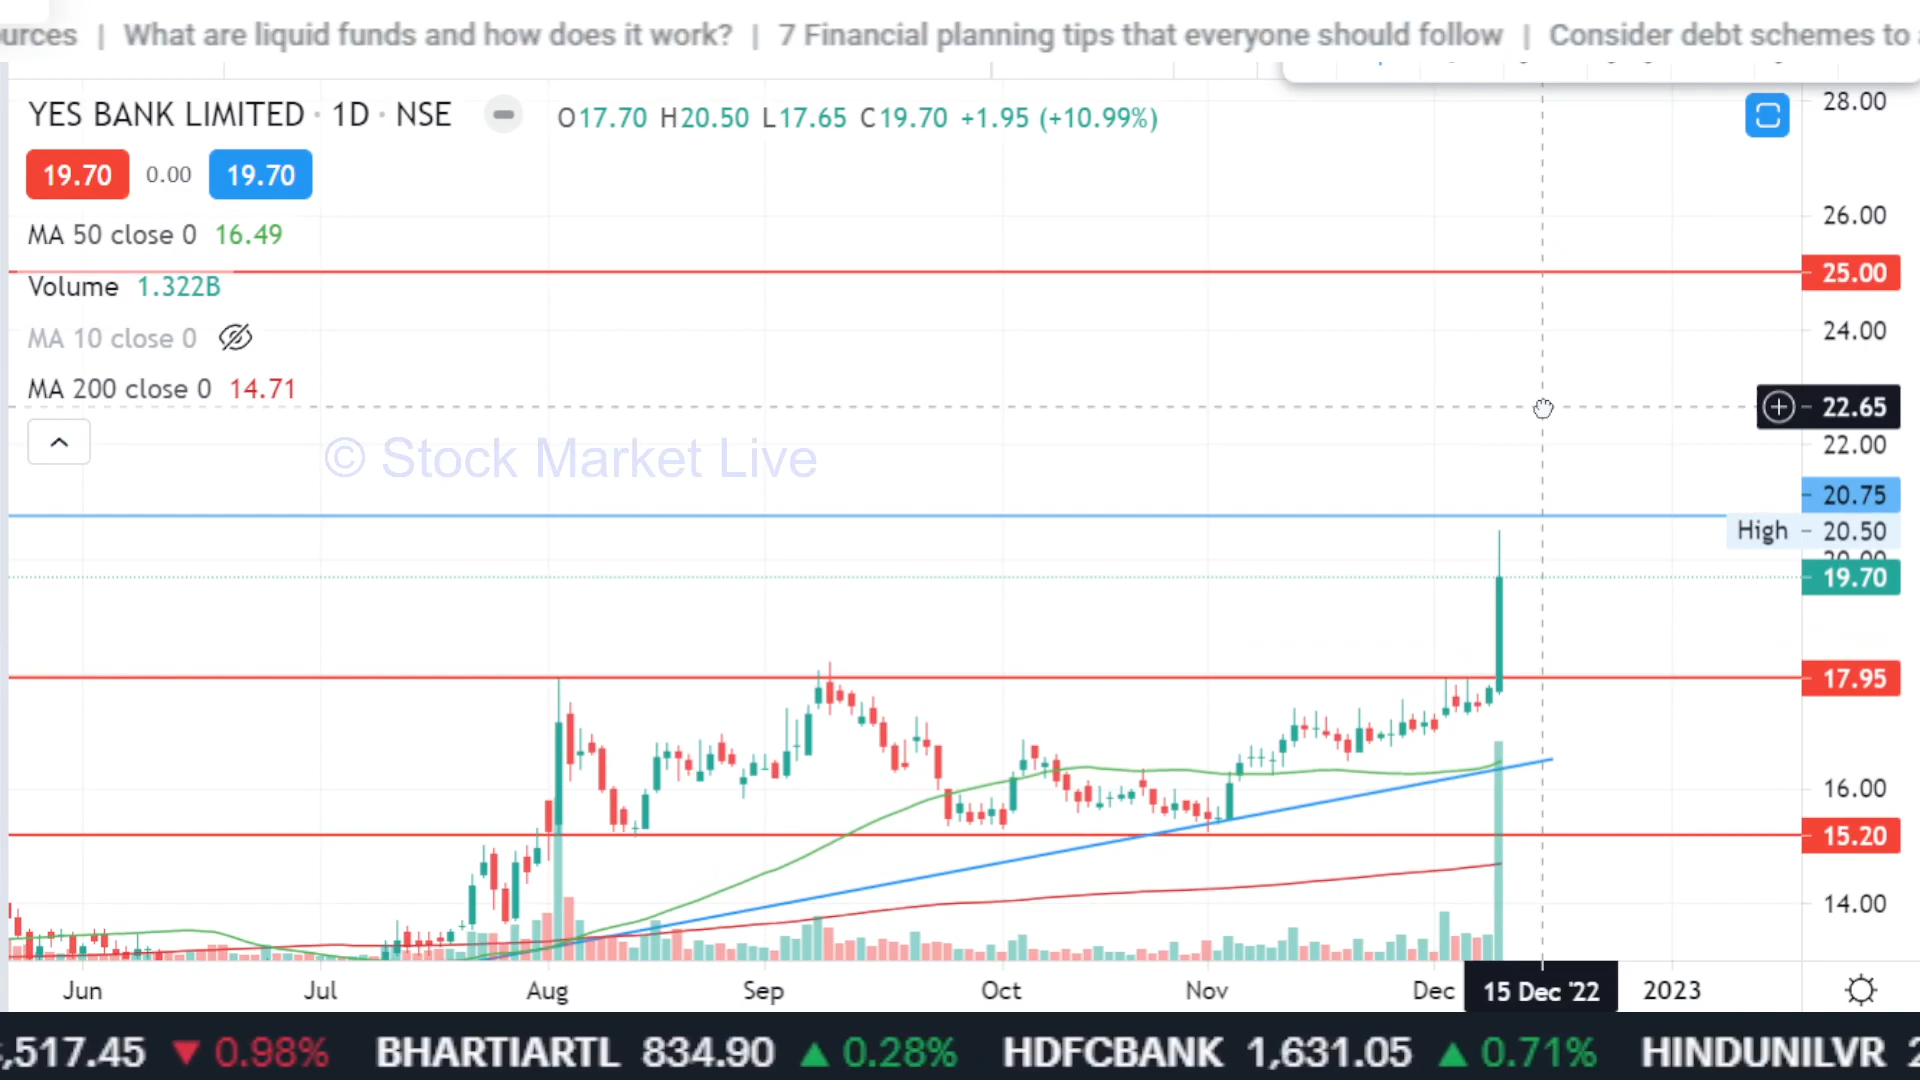 urces | What are liquid funds and how does it work? | 7 Financial planning tips that everyone should follow | Consider debt schemes to
YES BANK LIMITED · 1D · NSE O17.70 H20.50 L17.65 C19.70 +1.95 (+10.99%)
19.70 0.00 19.70
MA 50 close 0 16.49
Volume 1.322B
MA 10 close 0
MA 200 close 0 14.71
© Stock Market Live
28.00
26.00
25.00
24.00
22.65
22.00
20.75
High 20.50
20.00
19.70
17.95
16.00
15.20
14.00
Jun Jul Aug Sep Oct Nov Dec 15 Dec '22 2023
,517.45 ▼ 0.98% BHARTIARTL 834.90 ▲ 0.28% HDFCBANK 1,631.05 ▲ 0.71% HINDUNILVR